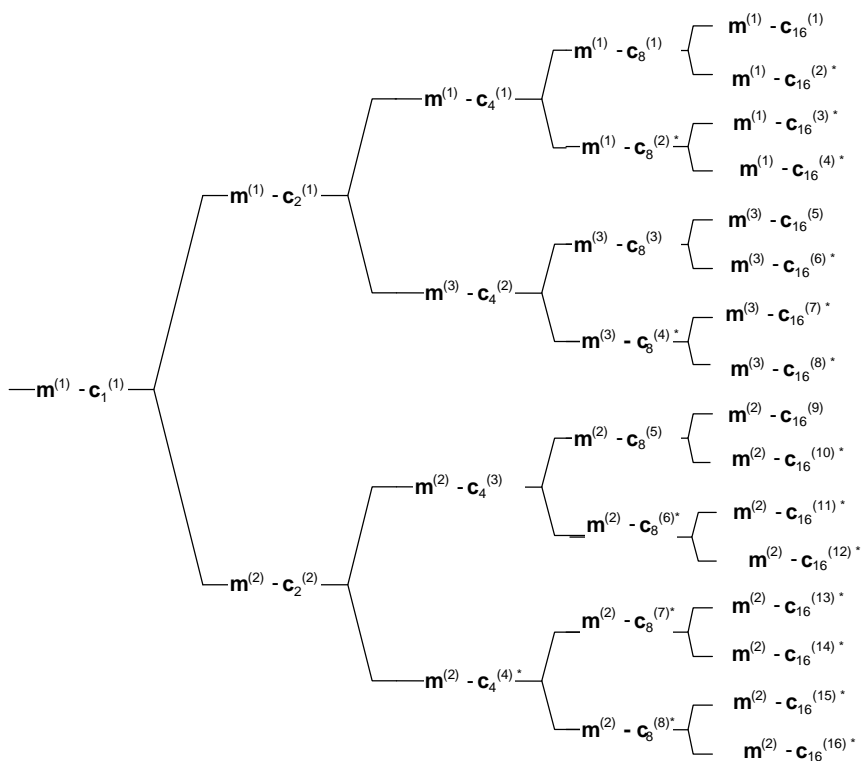 m(1) - c16(1)
m(1) - c8(1)
m(1) - c16(2) *
m(1) - c4(1)
m(1) - c16(3) *
m(1) - c8(2) *
m(1) - c16(4) *
m(1) - c2(1)
m(3) - c16(5)
m(3) - c8(3)
m(3) - c16(6) *
m(3) - c4(2)
m(3) - c16(7) *
m(3) - c8(4) *
m(3) - c16(8) *
m(1) - c1(1)
m(2) - c16(9)
m(2) - c8(5)
m(2) - c16(10) *
m(2) - c4(3)
m(2) - c16(11) *
m(2) - c8(6)*
m(2) - c16(12) *
m(2) - c2(2)
m(2) - c16(13) *
m(2) - c8(7)*
m(2) - c16(14) *
m(2) - c4(4) *
m(2) - c16(15) *
m(2) - c8(8)*
m(2) - c16(16) *